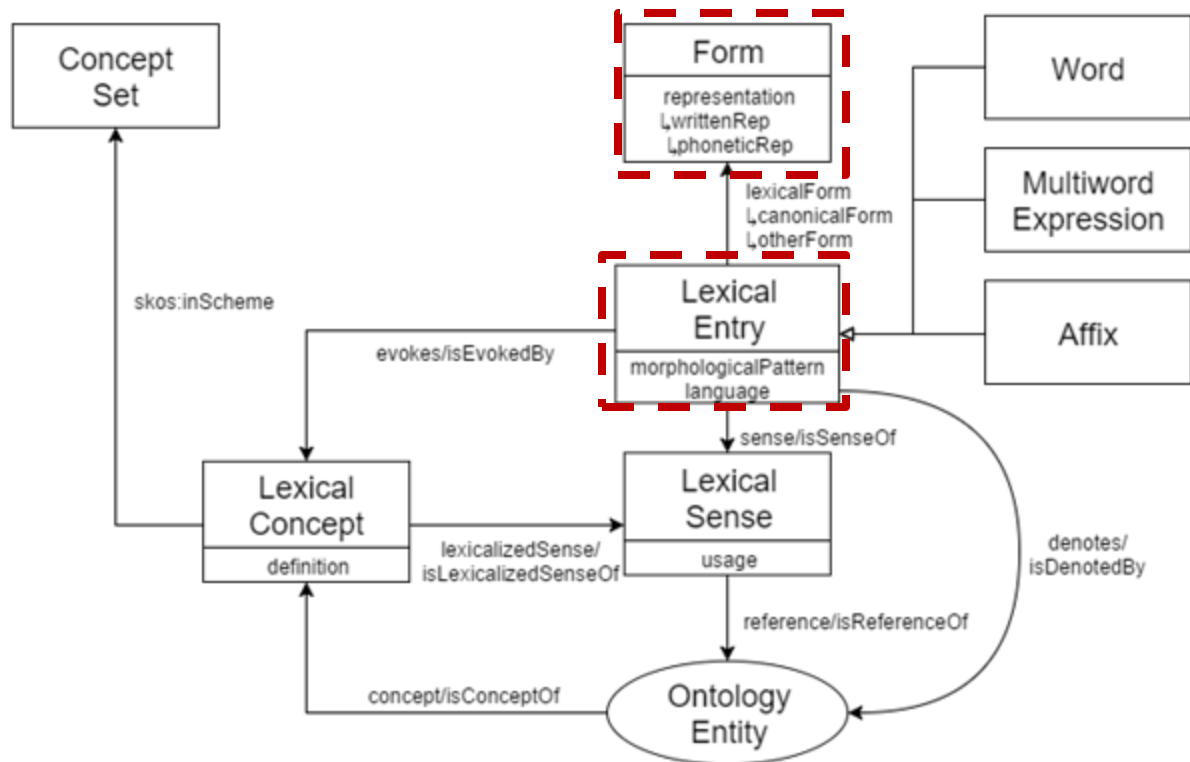 Concept
Set
Form
representation
↳writtenRep
↳phoneticRep
Word
Multiword
Expression
Affix
lexicalForm
↳canonicalForm
↳otherForm
Lexical
Entry
morphologicalPattern
language
skos:inScheme
evokes/isEvokedBy
sense/isSenseOf
Lexical
Concept
definition
lexicalizedSense/
isLexicalizedSenseOf
Lexical
Sense
usage
denotes/
isDenotedBy
reference/isReferenceOf
concept/isConceptOf
Ontology
Entity